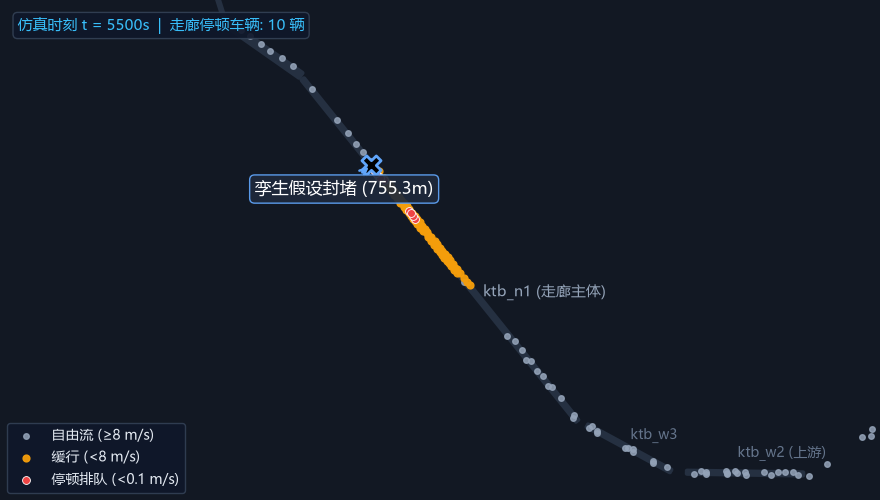 仿真时刻 t = 5500s | 走廊停顿车辆: 10 辆
孪生假设封堵 (755.3m)
ktb_n1 (走廊主体)
ktb_w3
ktb_w2 (上游)
自由流 (≥8 m/s)
缓行 (<8 m/s)
停顿排队 (<0.1 m/s)